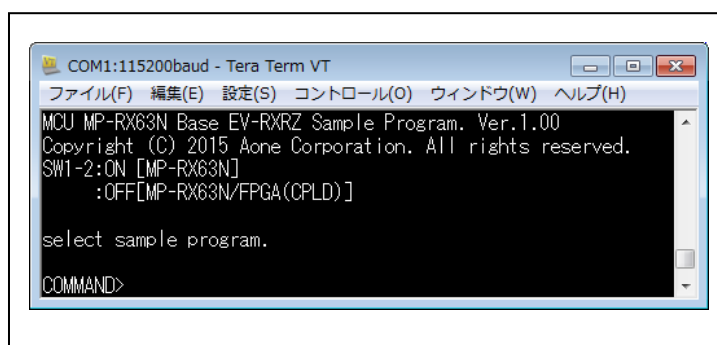 COM1:115200baud - Tera Term VT
ファイル(F) 編集(E) 設定(S) コントロール(O) ウィンドウ(W) ヘルプ(H)
MCU MP-RX63N Base EV-RXRZ Sample Program. Ver.1.00
Copyright (C) 2015 Aone Corporation. All rights reserved.
SW1-2:ON [MP-RX63N]
:OFF[MP-RX63N/FPGA(CPLD)]
select sample program.
COMMAND>